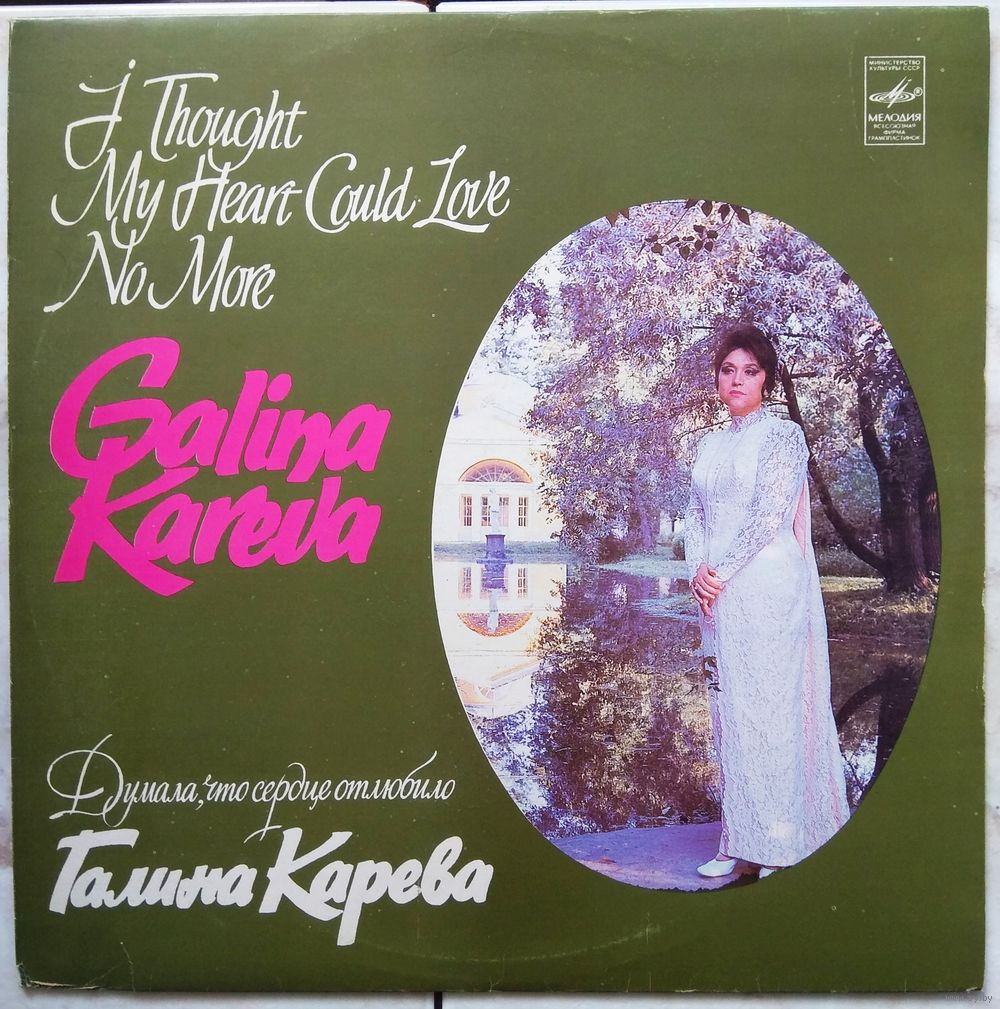 I Thought
My Heart Could Love
No More
Galina
Kareva
МИНИСТЕРСТВО
КУЛЬТУРЫ СССР
МЕЛОДИЯ
ВСЕСОЮЗНАЯ
ФИРМА
ГРАМПЛАСТИНОК
Думала, что сердце отлюбило
Галина Карева